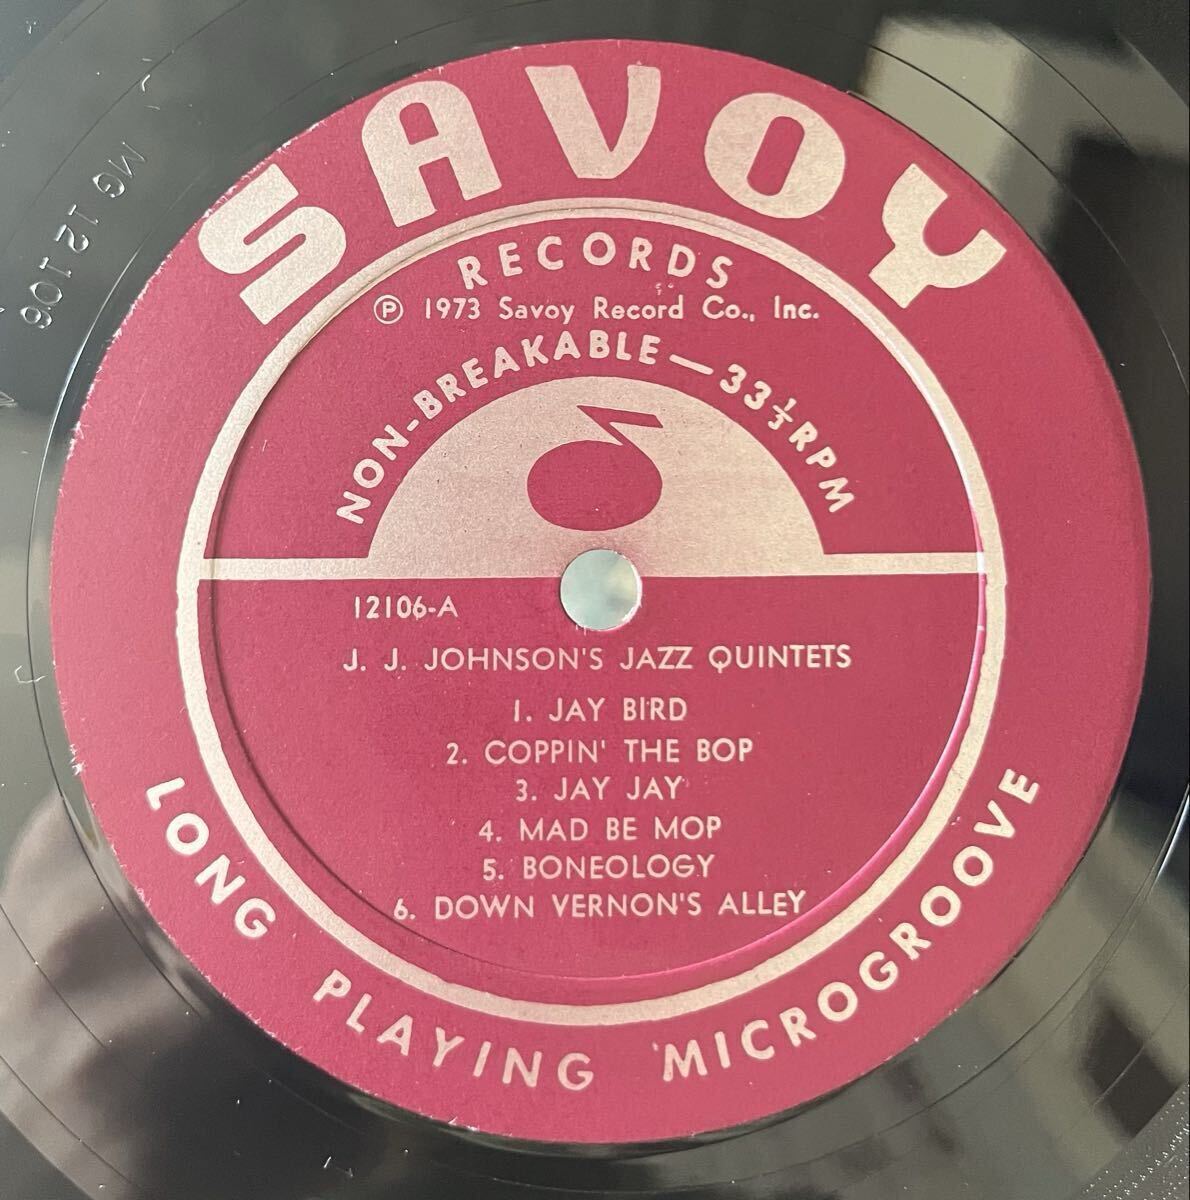 SAVOY
RECORDS
℗ 1973 Savoy Record Co., Inc.
NON-BREAKABLE—33⅓RPM
12106-A
J. J. JOHNSON'S JAZZ QUINTETS
1. JAY BIRD
2. COPPIN' THE BOP
3. JAY JAY
4. MAD BE MOP
5. BONEOLOGY
6. DOWN VERNON'S ALLEY
LONG PLAYING MICROGROOVE
MG 12106